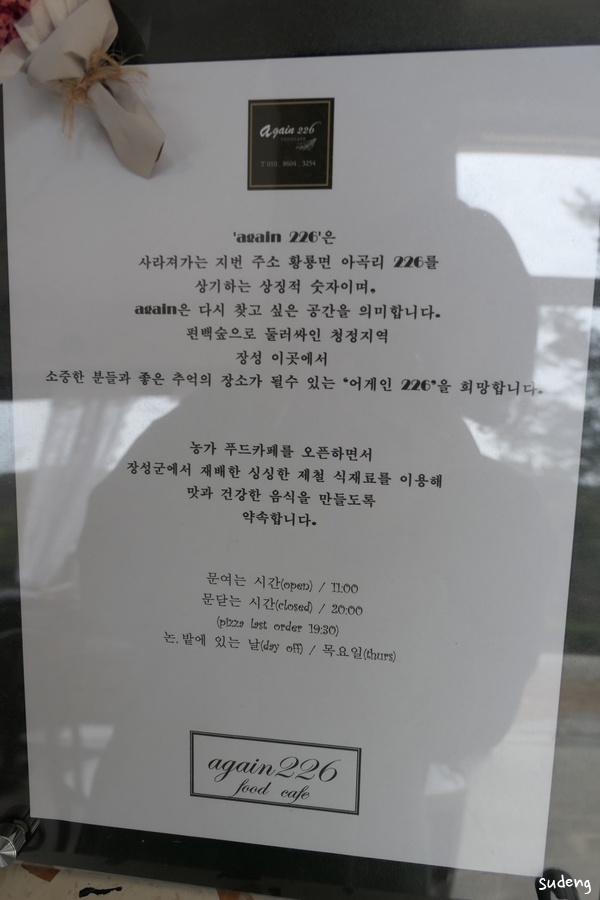 again 226
T 010 . 8604 . 3254
'again 226'은
사라져가는 지번 주소 황룡면 아곡리 226를
상기하는 상징적 숫자이며,
again은 다시 찾고 싶은 공간을 의미합니다.
편백숲으로 둘러싸인 청정지역
장성 이곳에서
소중한 분들과 좋은 추억의 장소가 될수 있는 "어게인 226"을 희망합니다.
농가 푸드카페를 오픈하면서
장성군에서 재배한 싱싱한 제철 식재료를 이용해
맛과 건강한 음식을 만들도록
약속합니다.
문여는 시간(open) / 11:00
문닫는 시간(closed) / 20:00
(pizza last order 19:30)
논.밭에 있는 날(day off) / 목요일(thurs)
again226
food cafe
sudeng